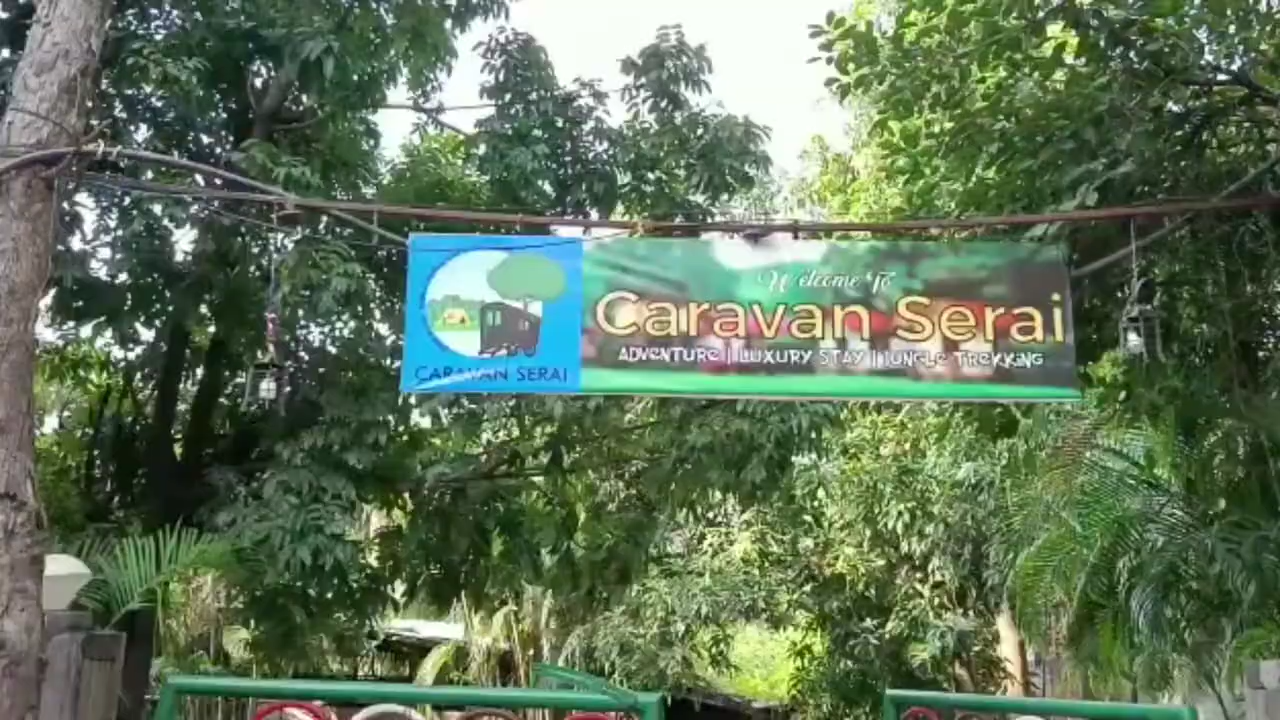 Welcome To
Caravan Serai
ADVENTURE | LUXURY STAY | JUNGLE TREKKING
CARAVAN SERAI